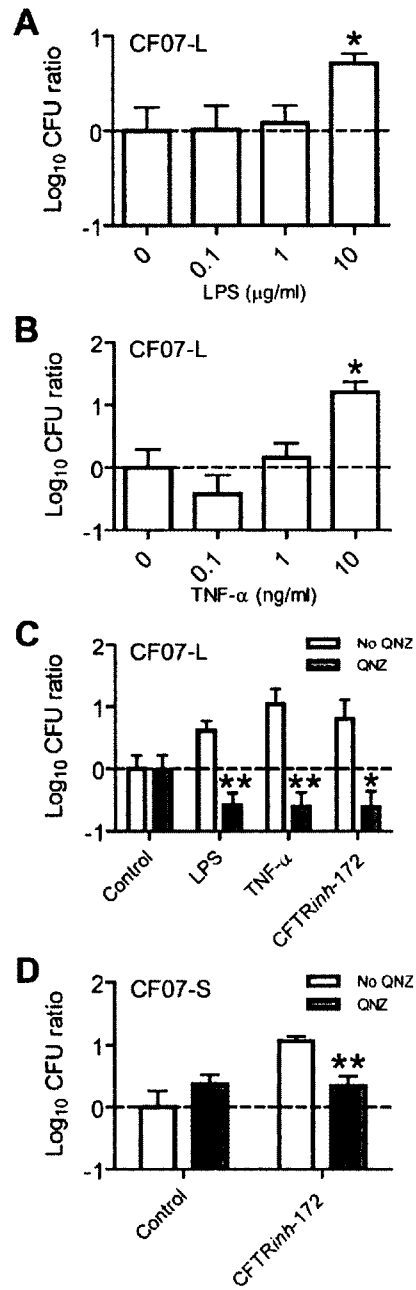 A
CF07-L
Log10 CFU ratio
1
0
-1
*
0
0.1
1
10
LPS (µg/ml)
B
CF07-L
Log10 CFU ratio
2
1
0
-1
*
0
0.1
1
10
TNF-α (ng/ml)
C
CF07-L
No QNZ
QNZ
Log10 CFU ratio
2
1
0
-1
**
**
*
Control
LPS
TNF-α
CFTRinh-172
D
CF07-S
No QNZ
QNZ
Log10 CFU ratio
2
1
0
-1
**
Control
CFTRinh-172